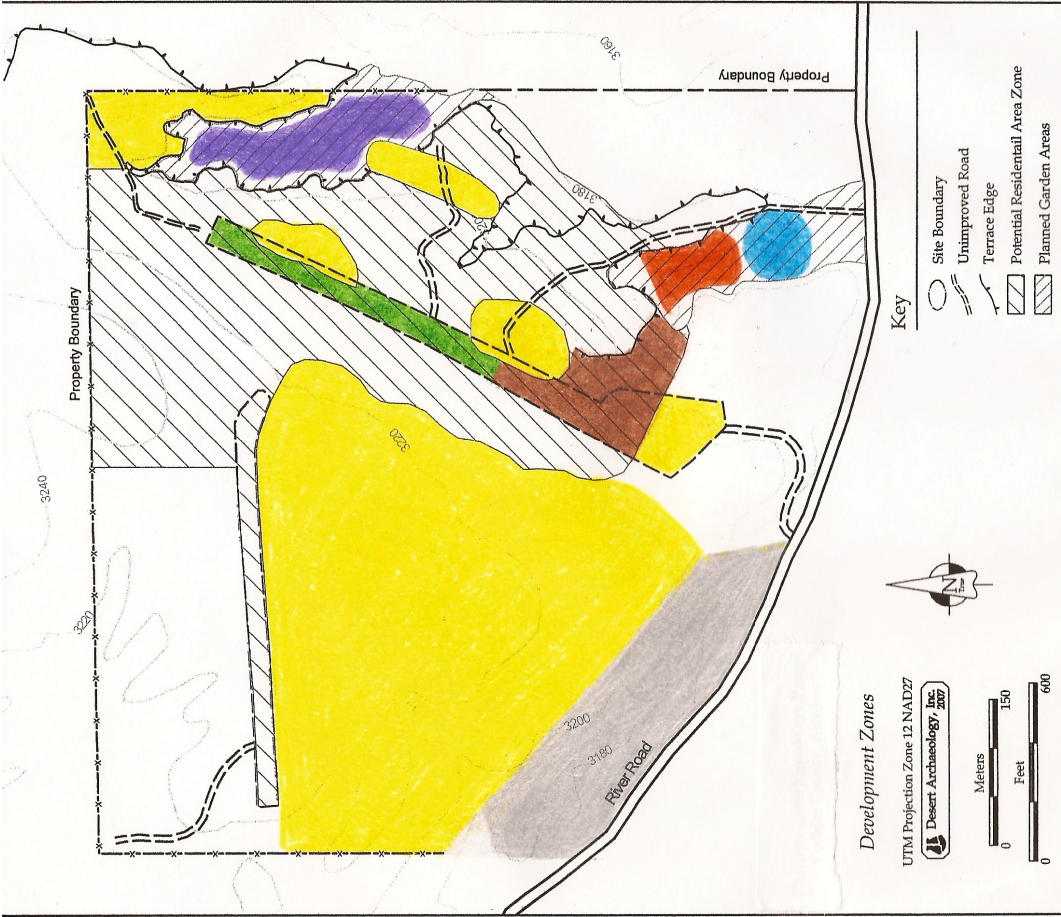 3160
Property Boundary
Property Boundary
3180
3220
3240
3220
3200
3180
River Road
Key
Site Boundary
Unimproved Road
Terrace Edge
Potential Residentail Area Zone
Planned Garden Areas
N
True
Development Zones
UTM Projection Zone 12 NAD27
Desert Archaeology, Inc.
2007
Meters
0 150
Feet
0 600